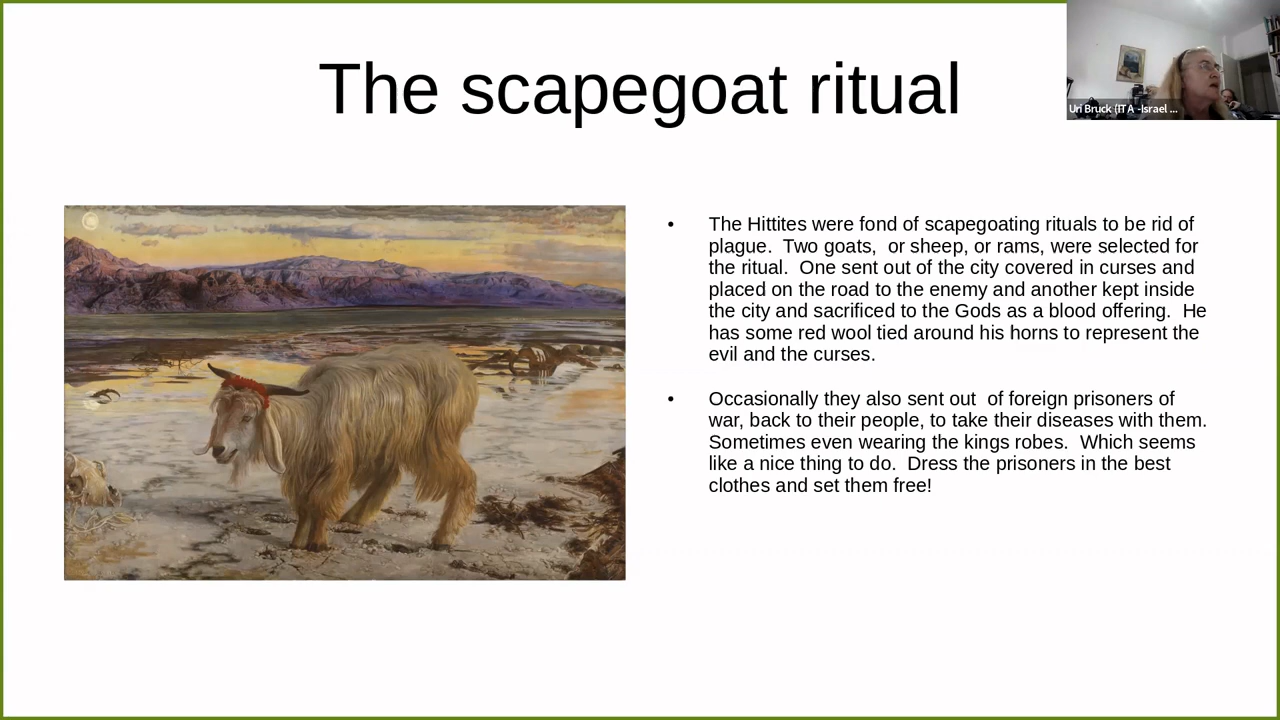 The scapegoat ritual
Uri Bruck (ITA -Israel ...
• The Hittites were fond of scapegoating rituals to be rid of
plague.  Two goats,  or sheep, or rams, were selected for
the ritual.  One sent out of the city covered in curses and
placed on the road to the enemy and another kept inside
the city and sacrificed to the Gods as a blood offering.  He
has some red wool tied around his horns to represent the
evil and the curses.
• Occasionally they also sent out  of foreign prisoners of
war, back to their people, to take their diseases with them.
Sometimes even wearing the kings robes.  Which seems
like a nice thing to do.  Dress the prisoners in the best
clothes and set them free!